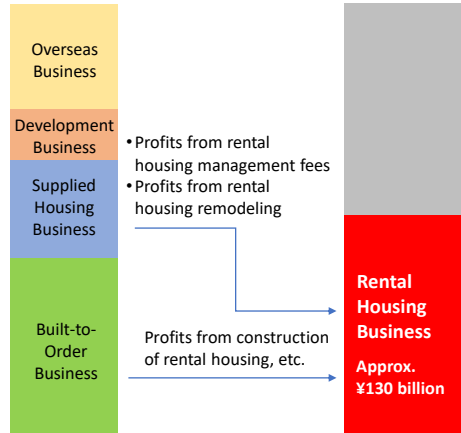 Overseas
Business
Development
Business
Supplied
Housing
Business
Built-to-
Order
Business
• Profits from rental
housing management fees
• Profits from rental
housing remodeling
Profits from construction
of rental housing, etc.
Rental
Housing
Business
Approx.
¥130 billion